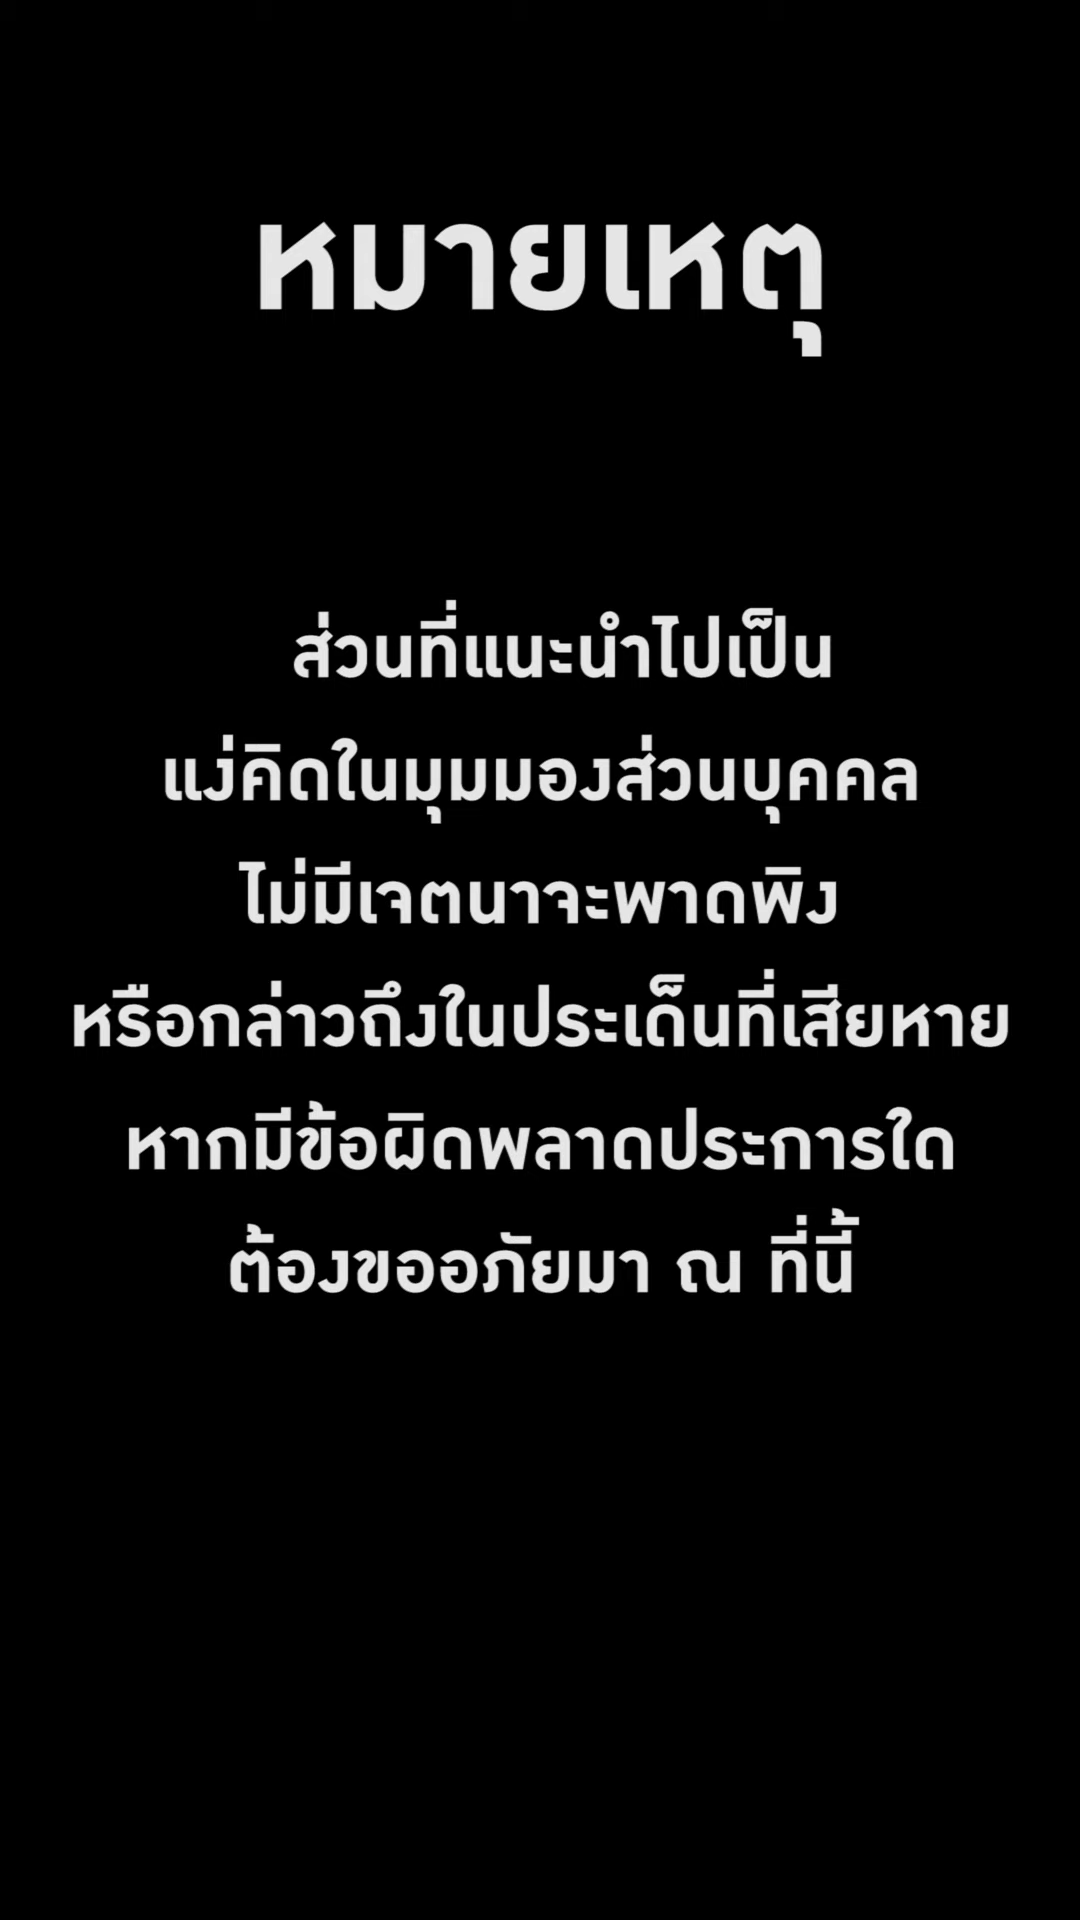 หมายเหตุ
ส่วนที่แนะนำไปเป็น
แง่คิดในมุมมองส่วนบุคคล
ไม่มีเจตนาจะพาดพิง
หรือกล่าวถึงในประเด็นที่เสียหาย
หากมีข้อผิดพลาดประการใด
ต้องขออภัยมา ณ ที่นี้